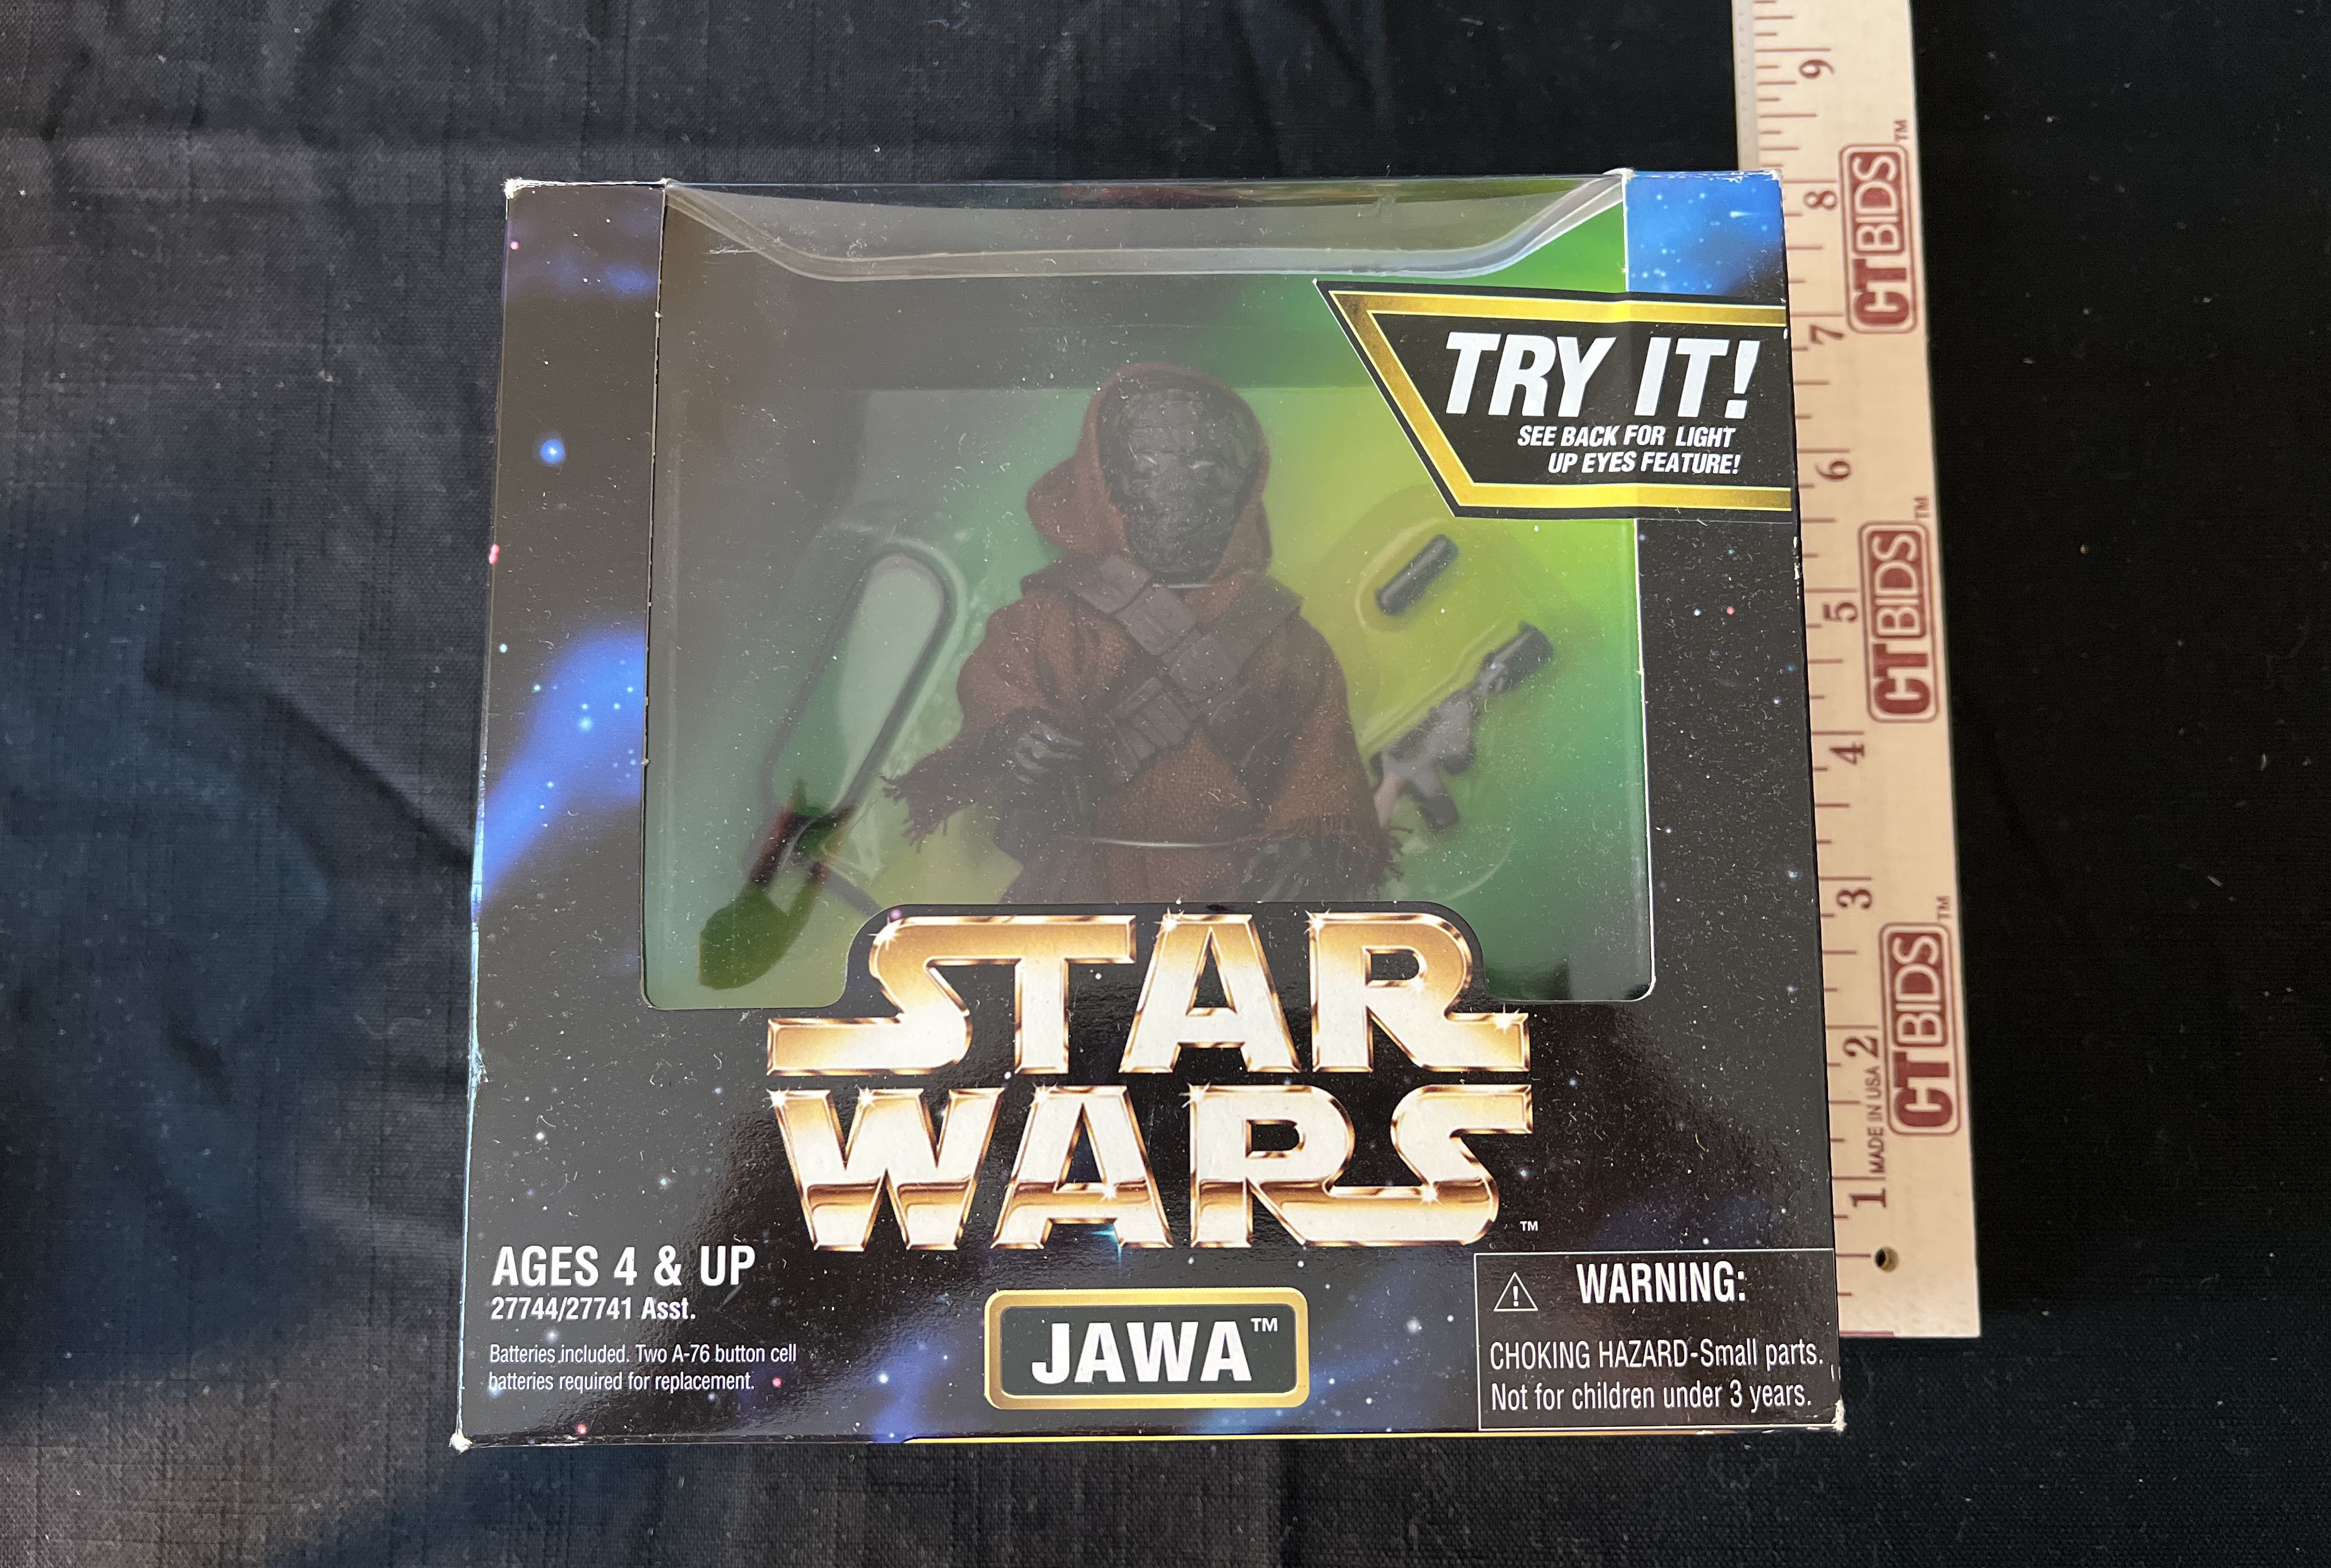 TRY IT!
SEE BACK FOR LIGHT
UP EYES FEATURE!
STAR
WARS™
AGES 4 & UP
27744/27741 Asst.
Batteries included. Two A-76 button cell
batteries required for replacement.
JAWA™
⚠ WARNING:
CHOKING HAZARD-Small parts.
Not for children under 3 years.
9
8
7
6
5
4
3
2
1
CTBIDS™
CTBIDS™
CTBIDS™
MADE IN USA